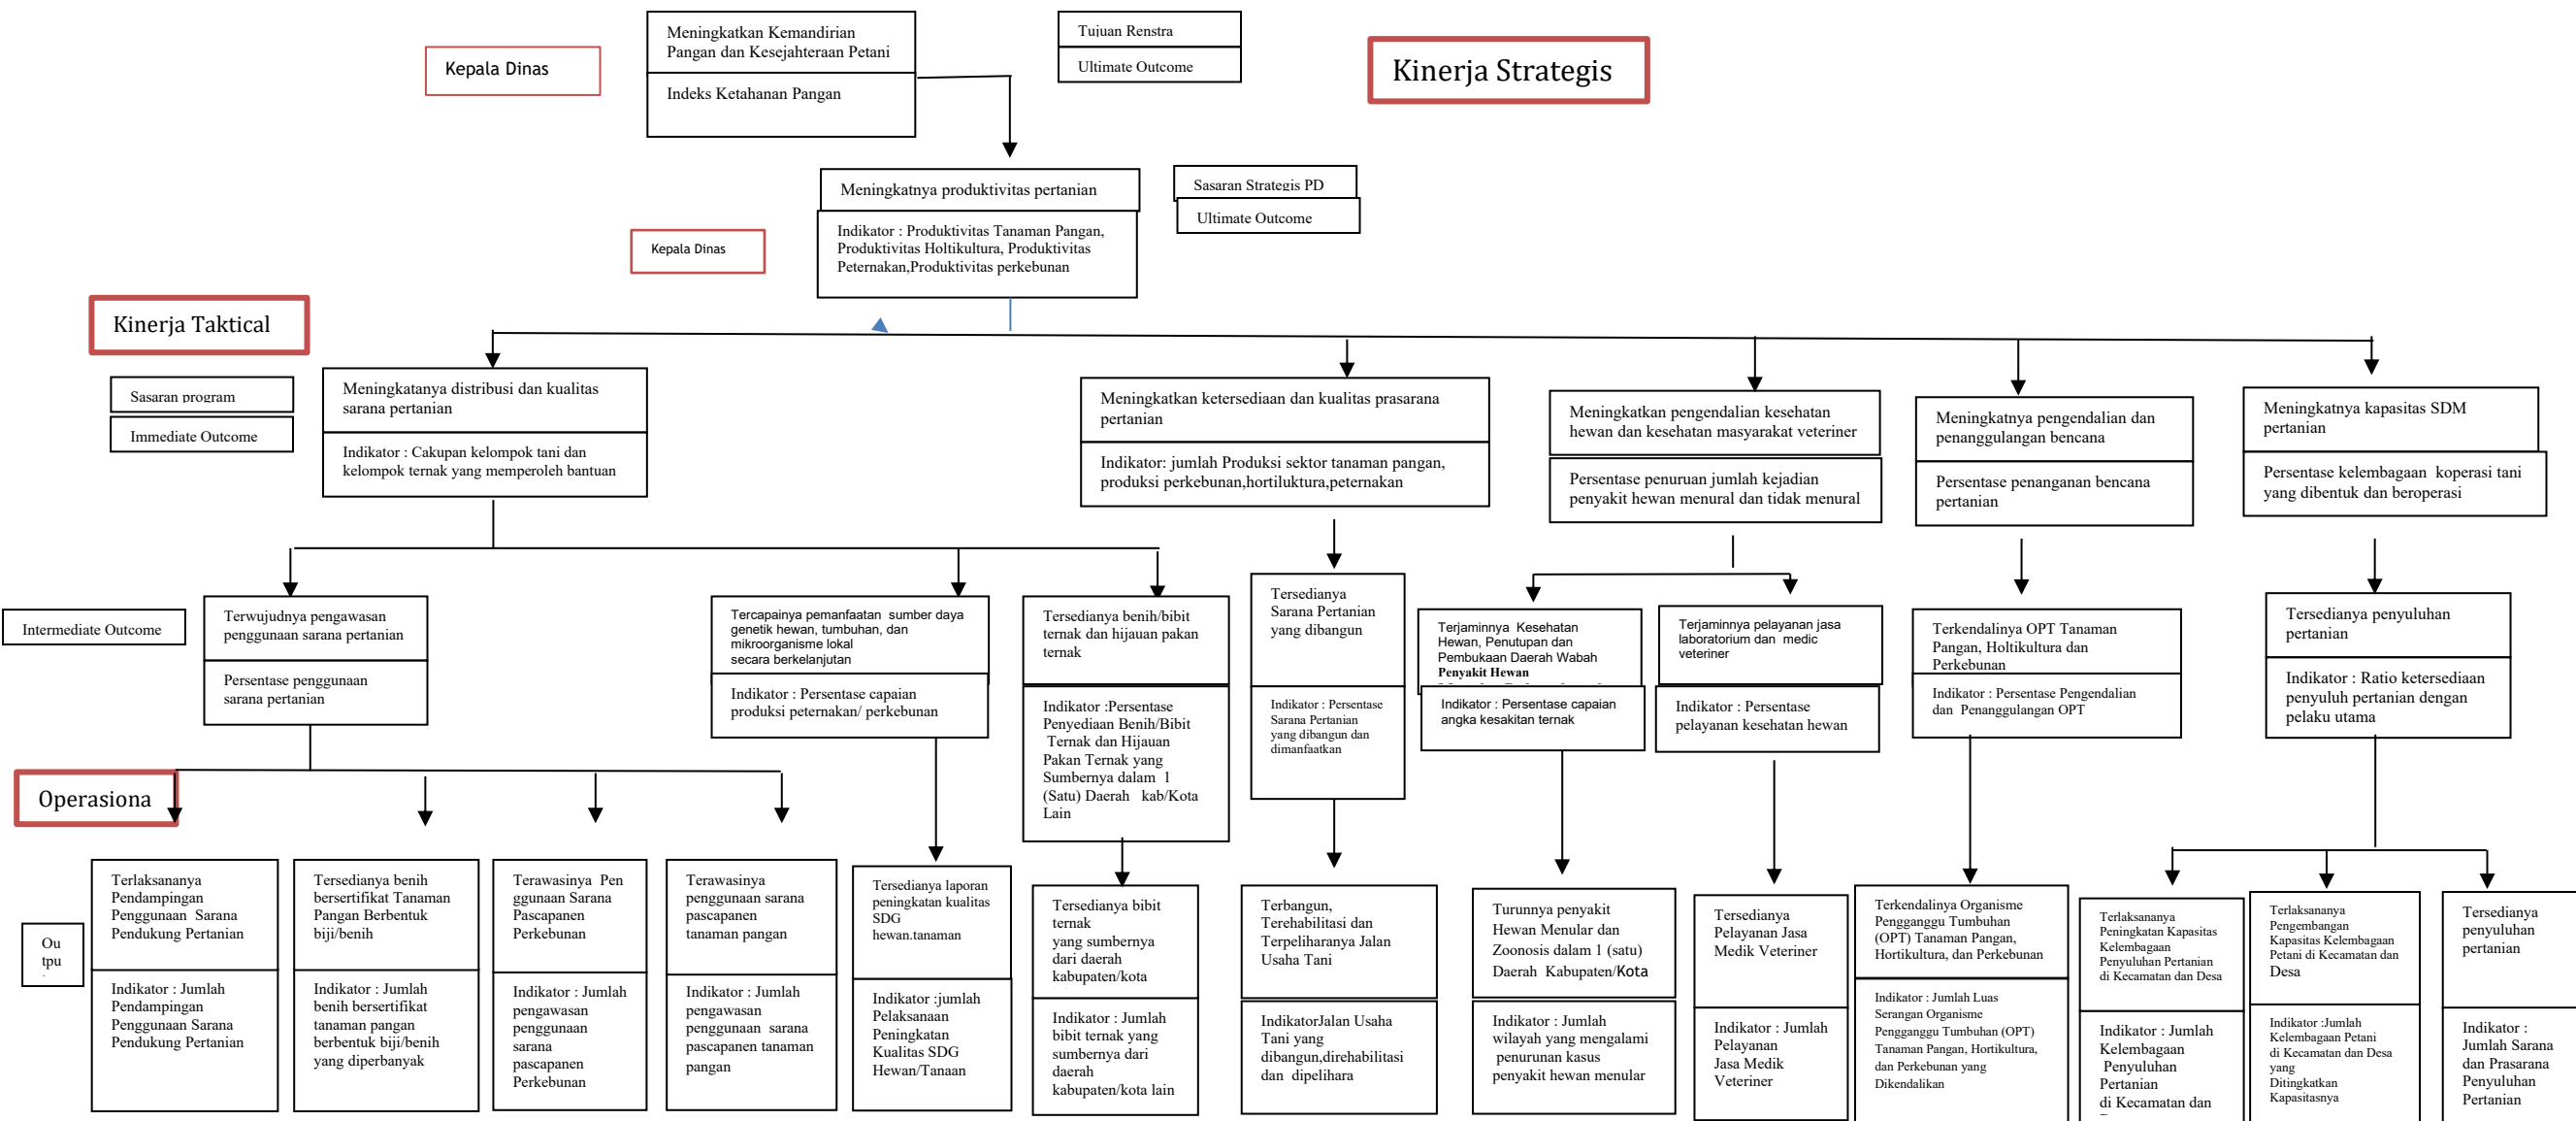 Meningkatkan Kemandirian
Pangan dan Kesejahteraan Petani
Indeks Ketahanan Pangan
Kepala Dinas
Tujuan Renstra
Ultimate Outcome
Kinerja Strategis
Meningkatnya produktivitas pertanian
Indikator : Produktivitas Tanaman Pangan,
Produktivitas Holtikultura, Produktivitas
Peternakan,Produktivitas perkebunan
Sasaran Strategis PD
Ultimate Outcome
Kepala Dinas
Kinerja Taktical
Sasaran program
Immediate Outcome
Meningkatanya distribusi dan kualitas
sarana pertanian
Indikator : Cakupan kelompok tani dan
kelompok ternak yang memperoleh bantuan
Meningkatkan ketersediaan dan kualitas prasarana
pertanian
Indikator: jumlah Produksi sektor tanaman pangan,
produksi perkebunan,hortiluktura,peternakan
Meningkatkan pengendalian kesehatan
hewan dan kesehatan masyarakat veteriner
Persentase penuruan jumlah kejadian
penyakit hewan menural dan tidak menural
Meningkatnya pengendalian dan
penanggulangan bencana
Persentase penanganan bencana
pertanian
Meningkatnya kapasitas SDM
pertanian
Persentase kelembagaan koperasi tani
yang dibentuk dan beroperasi
Intermediate Outcome
Terwujudnya pengawasan
penggunaan sarana pertanian
Persentase penggunaan
sarana pertanian
Tercapainya pemanfaatan sumber daya
genetik hewan, tumbuhan, dan
mikroorganisme lokal
secara berkelanjutan
Indikator : Persentase capaian
produksi peternakan/ perkebunan
Tersedianya benih/bibit
ternak dan hijauan pakan
ternak
Indikator :Persentase
Penyediaan Benih/Bibit
Ternak dan Hijauan
Pakan Ternak yang
Sumbernya dalam 1
(Satu) Daerah kab/Kota
Lain
Tersedianya
Sarana Pertanian
yang dibangun
Indikator : Persentase
Sarana Pertanian
yang dibangun dan
dimanfaatkan
Terjaminnya Kesehatan
Hewan, Penutupan dan
Pembukaan Daerah Wabah
Penyakit Hewan
Indikator : Persentase capaian
angka kesakitan ternak
Terjaminnya pelayanan jasa
laboratorium dan medic
veteriner
Indikator : Persentase
pelayanan kesehatan hewan
Terkendalinya OPT Tanaman
Pangan, Holtikultura dan
Perkebunan
Indikator : Persentase Pengendalian
dan Penanggulangan OPT
Tersedianya penyuluhan
pertanian
Indikator : Ratio ketersediaan
penyuluh pertanian dengan
pelaku utama
Operasiona
Ou
tpu
Terlaksananya
Pendampingan
Penggunaan Sarana
Pendukung Pertanian
Indikator : Jumlah
Pendampingan
Penggunaan Sarana
Pendukung Pertanian
Tersedianya benih
bersertifikat Tanaman
Pangan Berbentuk
biji/benih
Indikator : Jumlah
benih bersertifikat
tanaman pangan
berbentuk biji/benih
yang diperbanyak
Terawasinya Pen
ggunaan Sarana
Pascapanen
Perkebunan
Indikator : Jumlah
pengawasan
penggunaan
sarana
pascapanen
Perkebunan
Terawasinya
penggunaan sarana
pascapanen
tanaman pangan
Indikator : Jumlah
pengawasan
penggunaan sarana
pascapanen tanaman
pangan
Tersedianya laporan
peningkatan kualitas
SDG
hewan.tanaman
Indikator :jumlah
Pelaksanaan
Peningkatan
Kualitas SDG
Hewan/Tanaan
Tersedianya bibit
ternak
yang sumbernya
dari daerah
kabupaten/kota
Indikator : Jumlah
bibit ternak yang
sumbernya dari
daerah
kabupaten/kota lain
Terbangun,
Terehabilitasi dan
Terpeliharanya Jalan
Usaha Tani
IndikatorJalan Usaha
Tani yang
dibangun,direhabilitasi
dan dipelihara
Turunnya penyakit
Hewan Menular dan
Zoonosis dalam 1 (satu)
Daerah Kabupaten/Kota
Indikator : Jumlah
wilayah yang mengalami
penurunan kasus
penyakit hewan menular
Tersedianya
Pelayanan Jasa
Medik Veteriner
Indikator : Jumlah
Pelayanan
Jasa Medik
Veteriner
Terkendalinya Organisme
Pengganggu Tumbuhan
(OPT) Tanaman Pangan,
Hortikultura, dan Perkebunan
Indikator : Jumlah Luas
Serangan Organisme
Pengganggu Tumbuhan (OPT)
Tanaman Pangan, Hortikultura,
dan Perkebunan yang
Dikendalikan
Terlaksananya
Peningkatan Kapasitas
Kelembagaan
Penyuluhan Pertanian
di Kecamatan dan Desa
Indikator : Jumlah
Kelembagaan
Penyuluhan
Pertanian
di Kecamatan dan
Terlaksananya
Pengembangan
Kapasitas Kelembagaan
Petani di Kecamatan dan
Desa
Indikator :Jumlah
Kelembagaan Petani
di Kecamatan dan Desa
yang
Ditingkatkan
Kapasitasnya
Tersedianya
penyuluhan
pertanian
Indikator :
Jumlah Sarana
dan Prasarana
Penyuluhan
Pertanian